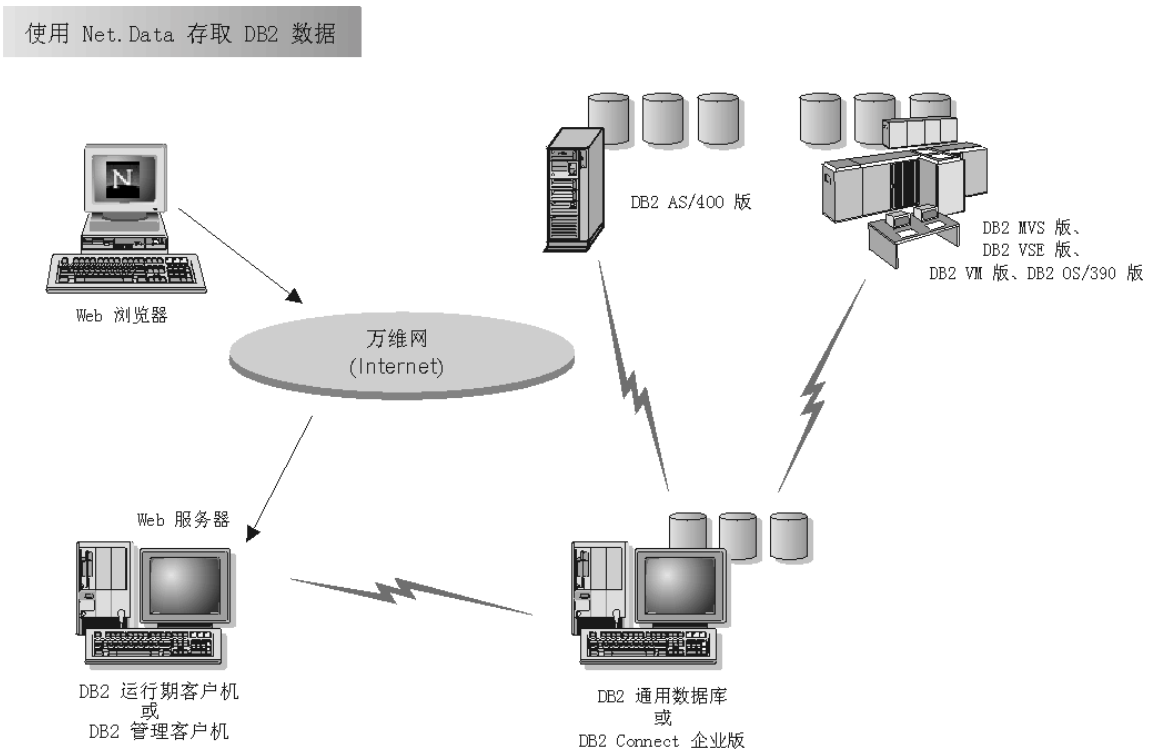 使用 Net.Data 存取 DB2 数据
N
Web 浏览器
DB2 AS/400 版
DB2 MVS 版、
DB2 VSE 版、
DB2 VM 版、DB2 OS/390 版
万维网
(Internet)
Web 服务器
DB2 运行期客户机
或
DB2 管理客户机
DB2 通用数据库
或
DB2 Connect 企业版